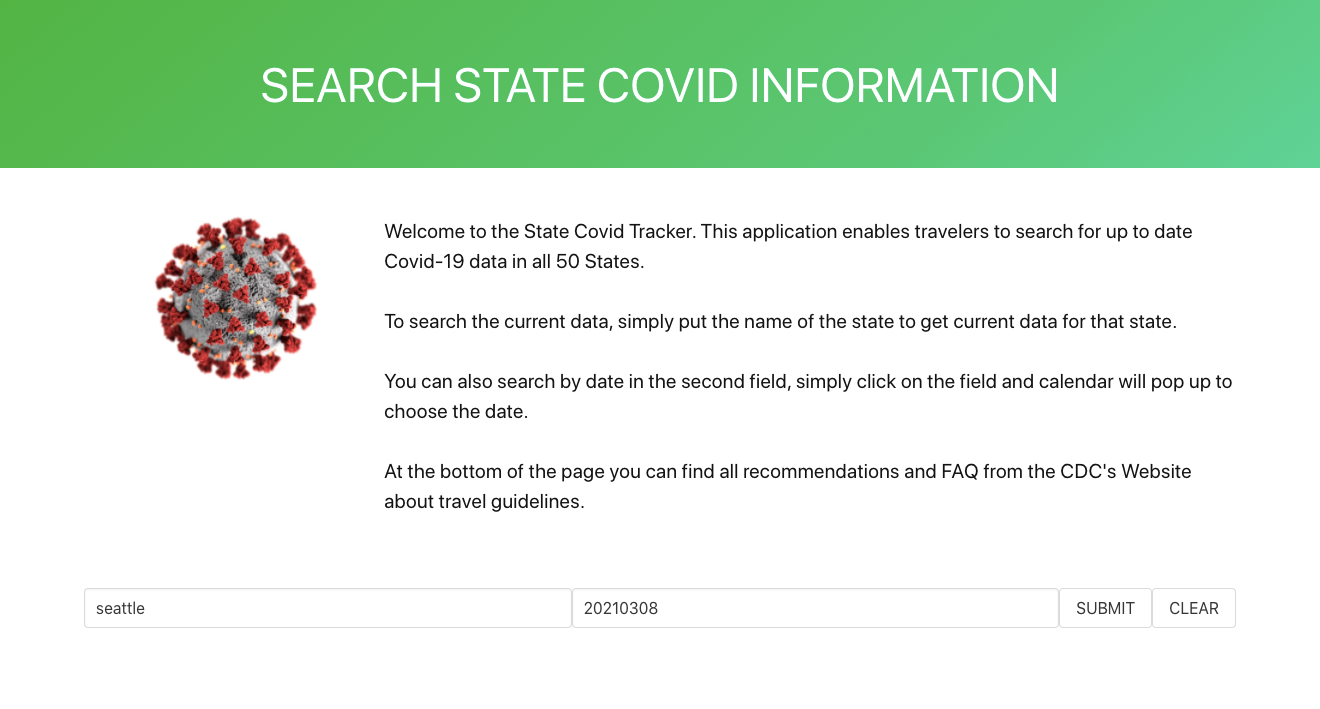 SEARCH STATE COVID INFORMATION
Welcome to the State Covid Tracker. This application enables travelers to search for up to date
Covid-19 data in all 50 States.
To search the current data, simply put the name of the state to get current data for that state.
You can also search by date in the second field, simply click on the field and calendar will pop up to
choose the date.
At the bottom of the page you can find all recommendations and FAQ from the CDC's Website
about travel guidelines.
seattle 20210308 SUBMIT CLEAR